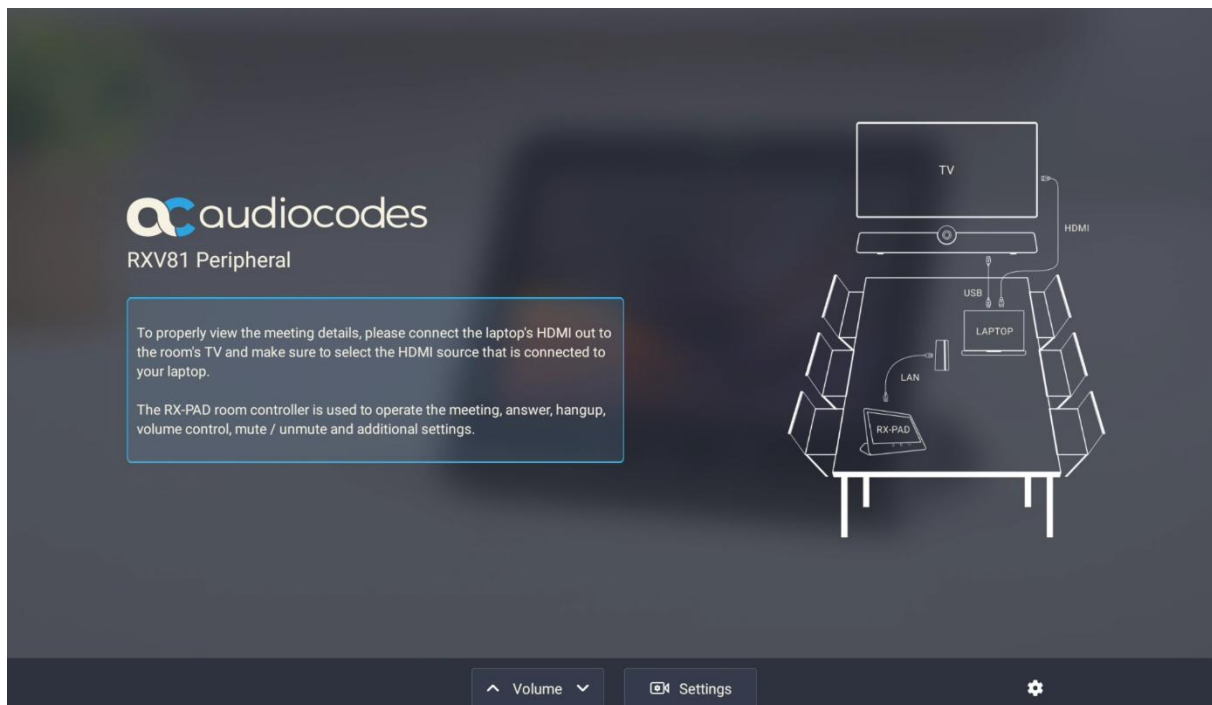 audiocodes
RXV81 Peripheral
To properly view the meeting details, please connect the laptop's HDMI out to
the room's TV and make sure to select the HDMI source that is connected to
your laptop.
The RX-PAD room controller is used to operate the meeting, answer, hangup,
volume control, mute / unmute and additional settings.
TV
HDMI
USB
LAPTOP
LAN
RX-PAD
Volume
Settings